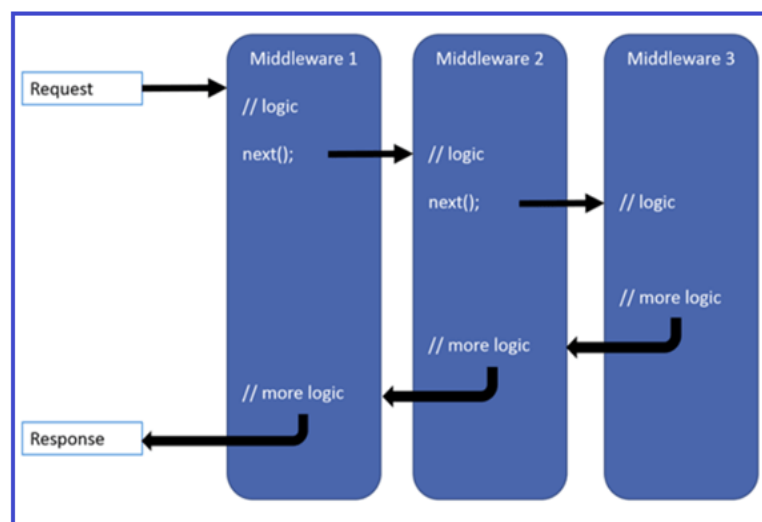 Middleware 1
Middleware 2
Middleware 3
Request
// logic
next();
// logic
next();
// logic
// more logic
// more logic
// more logic
Response